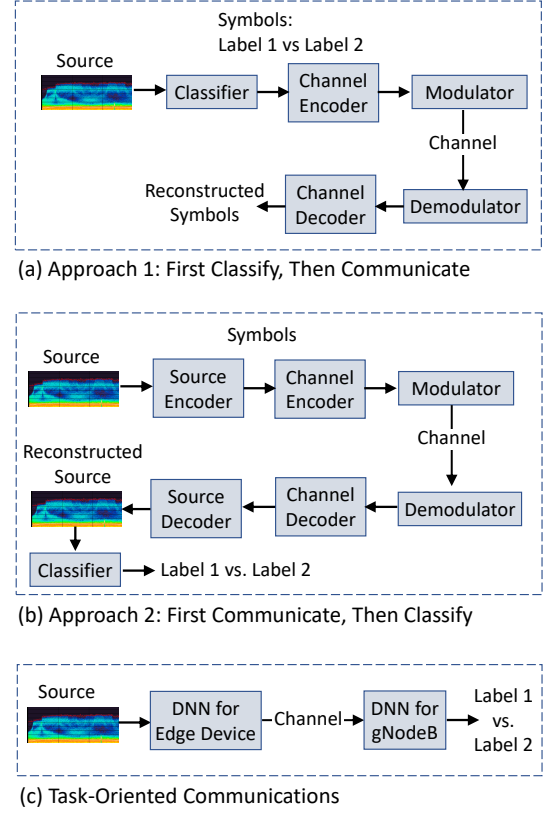 Symbols:
Label 1 vs Label 2
Source
Classifier
Channel
Encoder
Modulator
Channel
Reconstructed
Symbols
Channel
Decoder
Demodulator
(a) Approach 1: First Classify, Then Communicate
Symbols
Source
Source
Encoder
Channel
Encoder
Modulator
Channel
Reconstructed
Source
Source
Decoder
Channel
Decoder
Demodulator
Classifier
Label 1 vs. Label 2
(b) Approach 2: First Communicate, Then Classify
Source
DNN for
Edge Device
Channel
DNN for
gNodeB
Label 1
vs.
Label 2
(c) Task-Oriented Communications